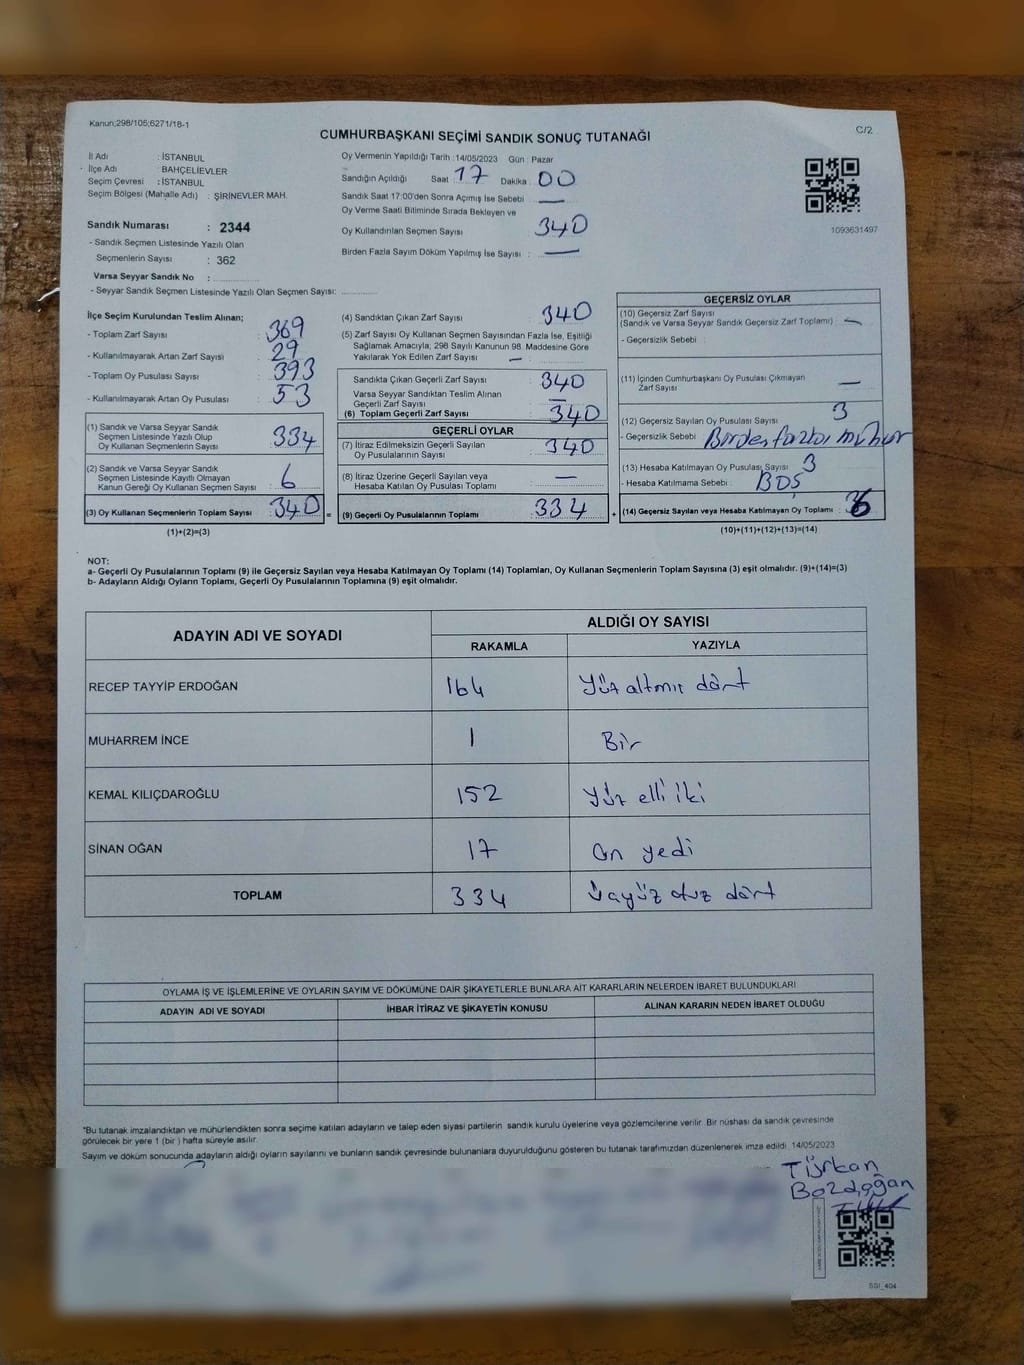 Kanun;298/105;6271/18-1
C/2
CUMHURBAŞKANI SEÇİMİ SANDIK SONUÇ TUTANAĞI
İl Adı : İSTANBUL
İlçe Adı : BAHÇELİEVLER
Seçim Çevresi : İSTANBUL
Seçim Bölgesi (Mahalle Adı) : ŞİRİNEVLER MAH.
Sandık Numarası : 2344
- Sandık Seçmen Listesinde Yazılı Olan
Seçmenlerin Sayısı : 362
Varsa Seyyar Sandık No :
- Seyyar Sandık Seçmen Listesinde Yazılı Olan Seçmen Sayısı:
Oy Vermenin Yapıldığı Tarih : 14/05/2023 Gün : Pazar
Sandığın Açıldığı Saat : 17 Dakika : 00
Sandık Saat 17:00'den Sonra Açımış İse Sebebi —
Oy Verme Saati Bitiminde Sırada Bekleyen ve
Oy Kullandırılan Seçmen Sayısı 340
Birden Fazla Sayım Döküm Yapılmış İse Sayısı : —
1093631497
İlçe Seçim Kurulundan Teslim Alınan;
- Toplam Zarf Sayısı : 369
- Kullanılmayarak Artan Zarf Sayısı : 29
- Toplam Oy Pusulası Sayısı : 393
- Kullanılmayarak Artan Oy Pusulası : 53
(1) Sandık ve Varsa Seyyar Sandık
Seçmen Listesinde Yazılı Olup
Oy Kullanan Seçmenlerin Sayısı : 334
(2) Sandık ve Varsa Seyyar Sandık
Seçmen Listesinde Kayıtlı Olmayan
Kanun Gereği Oy Kullanan Seçmen Sayısı : 6
(3) Oy Kullanan Seçmenlerin Toplam Sayısı : 340 =
(1)+(2)=(3)
(4) Sandıktan Çıkan Zarf Sayısı : 340
(5) Zarf Sayısı Oy Kullanan Seçmen Sayısından Fazla İse, Eşitliği
Sağlamak Amacıyla; 298 Sayılı Kanunun 98. Maddesine Göre
Yakılarak Yok Edilen Zarf Sayısı : —
Sandıkta Çıkan Geçerli Zarf Sayısı : 340
Varsa Seyyar Sandıktan Teslim Alınan
Geçerli Zarf Sayısı : —
(6) Toplam Geçerli Zarf Sayısı : 340
GEÇERLİ OYLAR
(7) İtiraz Edilmeksizin Geçerli Sayılan
Oy Pusulalarının Sayısı : 340
(8) İtiraz Üzerine Geçerli Sayılan veya
Hesaba Katılan Oy Pusulası Toplamı : —
(9) Geçerli Oy Pusulalarının Toplamı : 334 +
GEÇERSİZ OYLAR
(10) Geçersiz Zarf Sayısı
(Sandık ve Varsa Seyyar Sandık Geçersiz Zarf Toplamı) : —
- Geçersizlik Sebebi :
(11) İçinden Cumhurbaşkanı Oy Pusulası Çıkmayan
Zarf Sayısı : —
(12) Geçersiz Sayılan Oy Pusulası Sayısı : 3
- Geçersizlik Sebebi : Birden fazla mühür
(13) Hesaba Katılmayan Oy Pusulası Sayısı : 3
- Hesaba Katılmama Sebebi : BOŞ
(14) Geçersiz Sayılan veya Hesaba Katılmayan Oy Toplamı : 6
(10)+(11)+(12)+(13)=(14)
NOT:
a- Geçerli Oy Pusulalarının Toplamı (9) ile Geçersiz Sayılan veya Hesaba Katılmayan Oy Toplamı (14) Toplamları, Oy Kullanan Seçmenlerin Toplam Sayısına (3) eşit olmalıdır. (9)+(14)=(3)
b- Adayların Aldığı Oyların Toplamı, Geçerli Oy Pusulalarının Toplamına (9) eşit olmalıdır.
ADAYIN ADI VE SOYADI
ALDIĞI OY SAYISI
RAKAMLA YAZIYLA
RECEP TAYYİP ERDOĞAN 164 Yüz altmış dört
MUHARREM İNCE 1 Bir
KEMAL KILIÇDAROĞLU 152 Yüz elli iki
SİNAN OĞAN 17 On yedi
TOPLAM 334 üçyüz otuz dört
OYLAMA İŞ VE İŞLEMLERİNE VE OYLARIN SAYIM VE DÖKÜMÜNE DAİR ŞİKAYETLERLE BUNLARA AİT KARARLARIN NELERDEN İBARET BULUNDUKLARI
ADAYIN ADI VE SOYADI İHBAR İTİRAZ VE ŞİKAYETİN KONUSU ALINAN KARARIN NEDEN İBARET OLDUĞU
*Bu tutanak imzalandıktan ve mühürlendikten sonra seçime katılan adayların ve talep eden siyasi partilerin sandık kurulu üyelerine veya gözlemcilerine verilir. Bir nüshası da sandık çevresinde
görülecek bir yere 1 (bir ) hafta süreyle asılır.
Sayım ve döküm sonucunda adayların aldığı oyların sayılarını ve bunların sandık çevresinde bulunanlara duyurulduğunu gösteren bu tutanak tarafımızdan düzenlenerek imza edildi. 14/05/2023
Türkan
Bozdoğan
SSI_404